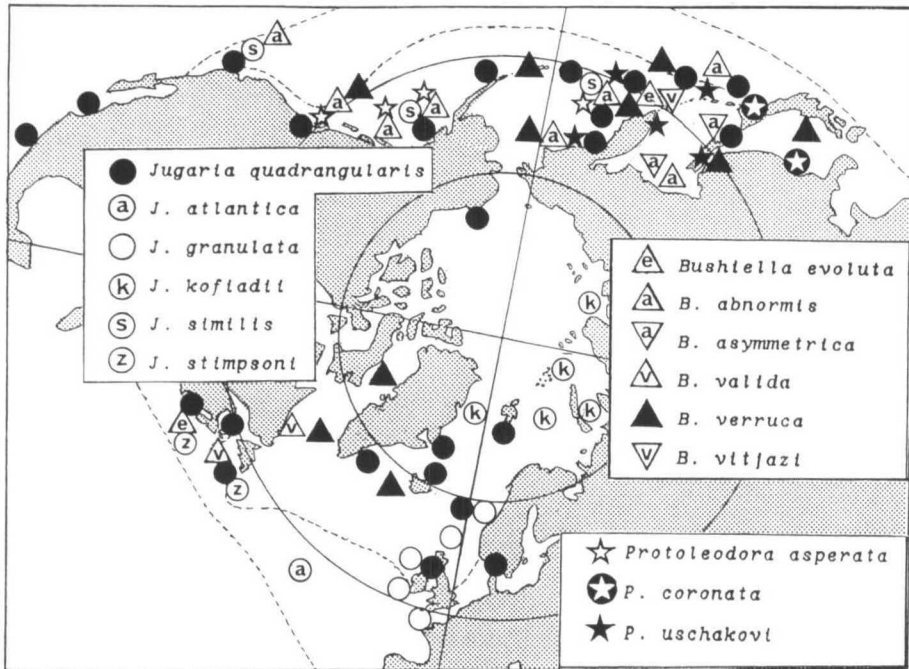 Jugaria quadrangularis
a J. atlantica
J. granulata
k J. kofiadii
s J. similis
z J. stimpsoni
e Bushiella evoluta
a B. abnormis
a B. asymmetrica
v B. valida
B. verruca
v B. vitjazi
Protoleodora asperata
P. coronata
P. uschakovi
a
s
a
a
s
a
s
a
e
v
a
a
a
a
a
k
k
k
k
k
e
z
v
v
z
a